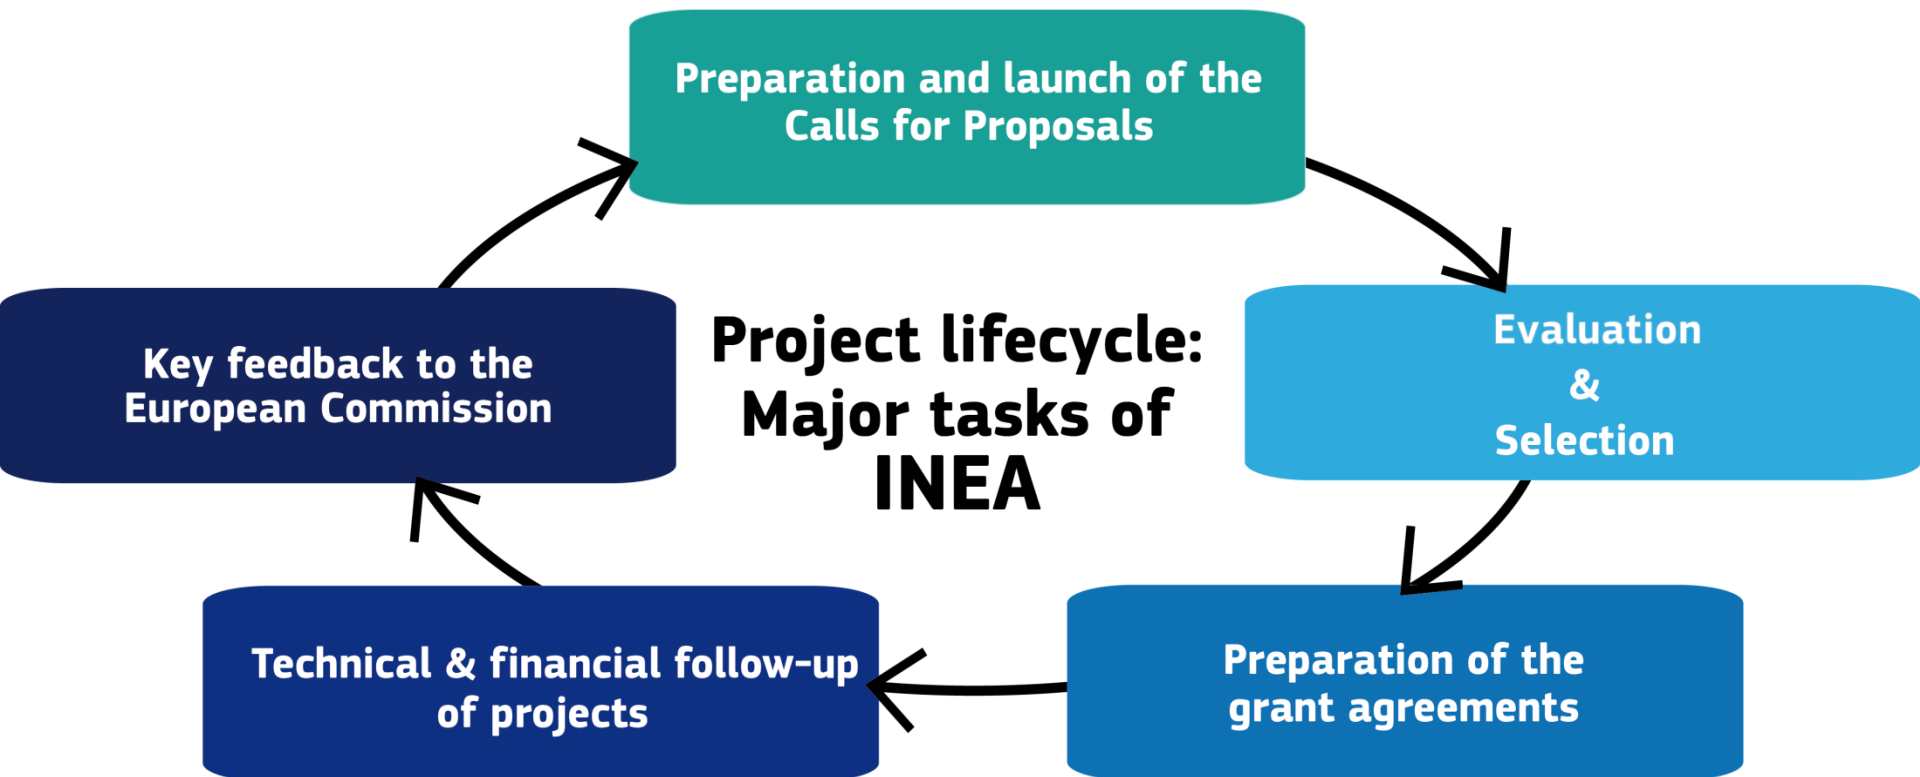 Preparation and launch of the
Calls for Proposals
Evaluation
&
Selection
Preparation of the
grant agreements
Technical & financial follow-up
of projects
Key feedback to the
European Commission
Project lifecycle:
Major tasks of
INEA